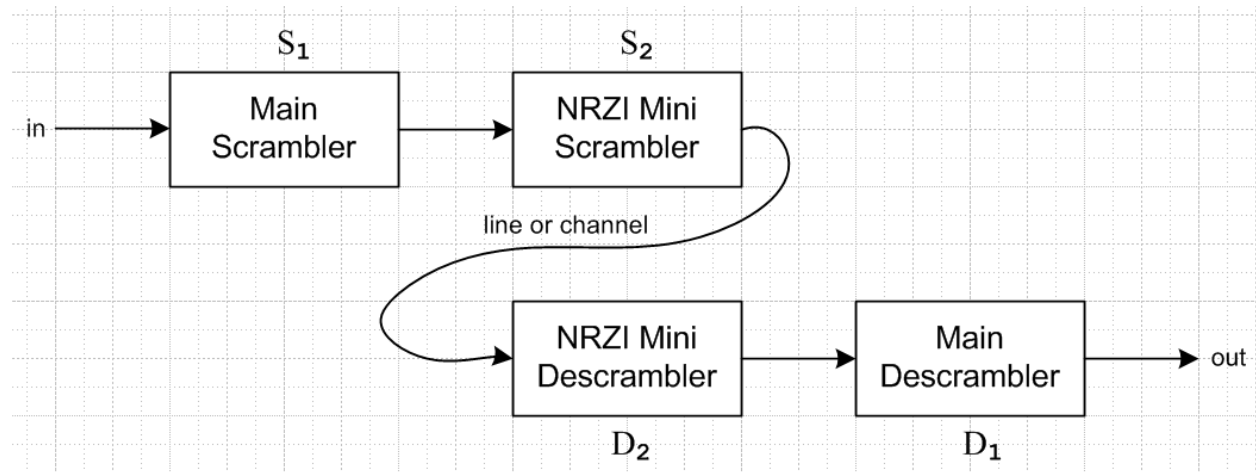 S₁
S₂
in
Main
Scrambler
NRZI Mini
Scrambler
line or channel
NRZI Mini
Descrambler
Main
Descrambler
out
D₂
D₁